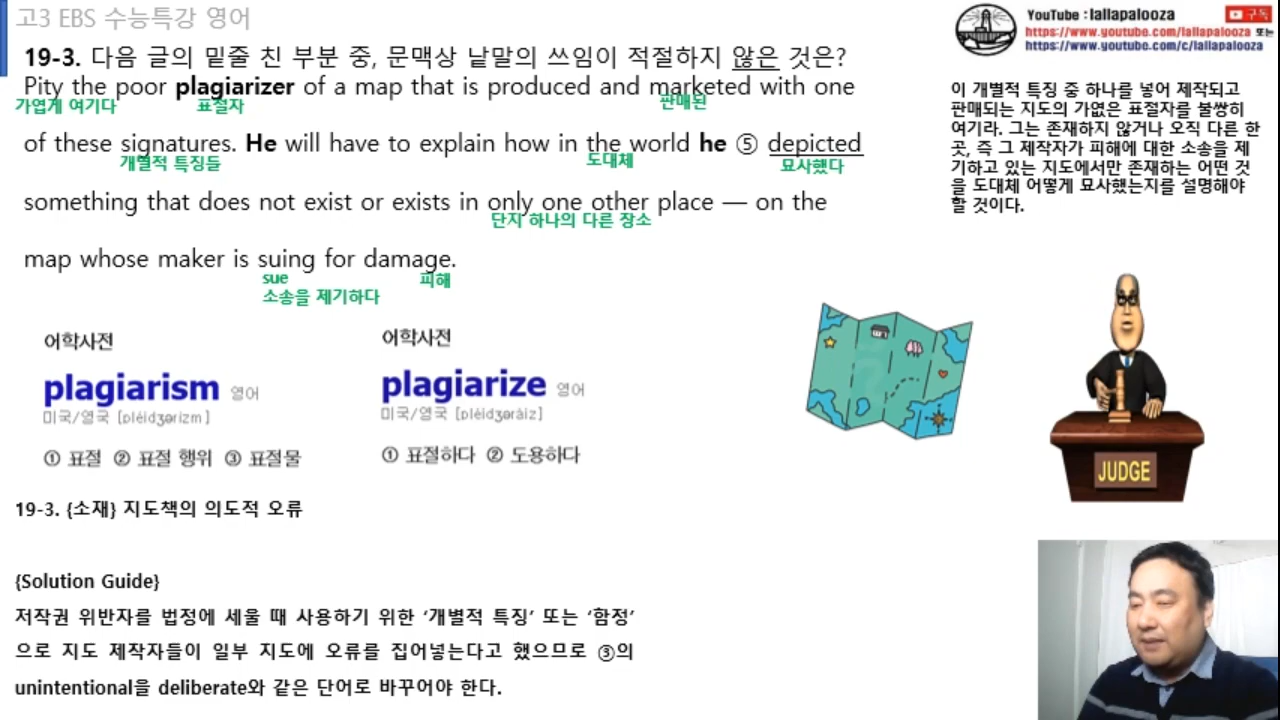 고3 EBS 수능특강 영어
YouTube : lallapalooza
구독
https://www.youtube.com/lallapalooza 또는
https://www.youtube.com/c/lallapalooza
19-3. 다음 글의 밑줄 친 부분 중, 문맥상 낱말의 쓰임이 적절하지 않은 것은?
Pity the poor plagiarizer of a map that is produced and marketed with one
가엽게 여기다 표절자 판매된
of these signatures. He will have to explain how in the world he ⑤ depicted
개별적 특징들 도대체 묘사했다
something that does not exist or exists in only one other place — on the
단지 하나의 다른 장소
map whose maker is suing for damage.
sue 피해
소송을 제기하다
이 개별적 특징 중 하나를 넣어 제작되고
판매되는 지도의 가엾은 표절자를 불쌍히
여기라. 그는 존재하지 않거나 오직 다른 한
곳, 즉 그 제작자가 피해에 대한 소송을 제
기하고 있는 지도에서만 존재하는 어떤 것
을 도대체 어떻게 묘사했는지를 설명해야
할 것이다.
어학사전
plagiarism 영어
미국/영국 [pléidʒərìzm]
① 표절 ② 표절 행위 ③ 표절물
어학사전
plagiarize 영어
미국/영국 [pléidʒəràiz]
① 표절하다 ② 도용하다
JUDGE
19-3. {소재} 지도책의 의도적 오류
{Solution Guide}
저작권 위반자를 법정에 세울 때 사용하기 위한 ‘개별적 특징’ 또는 ‘함정’
으로 지도 제작자들이 일부 지도에 오류를 집어넣는다고 했으므로 ③의
unintentional을 deliberate와 같은 단어로 바꾸어야 한다.